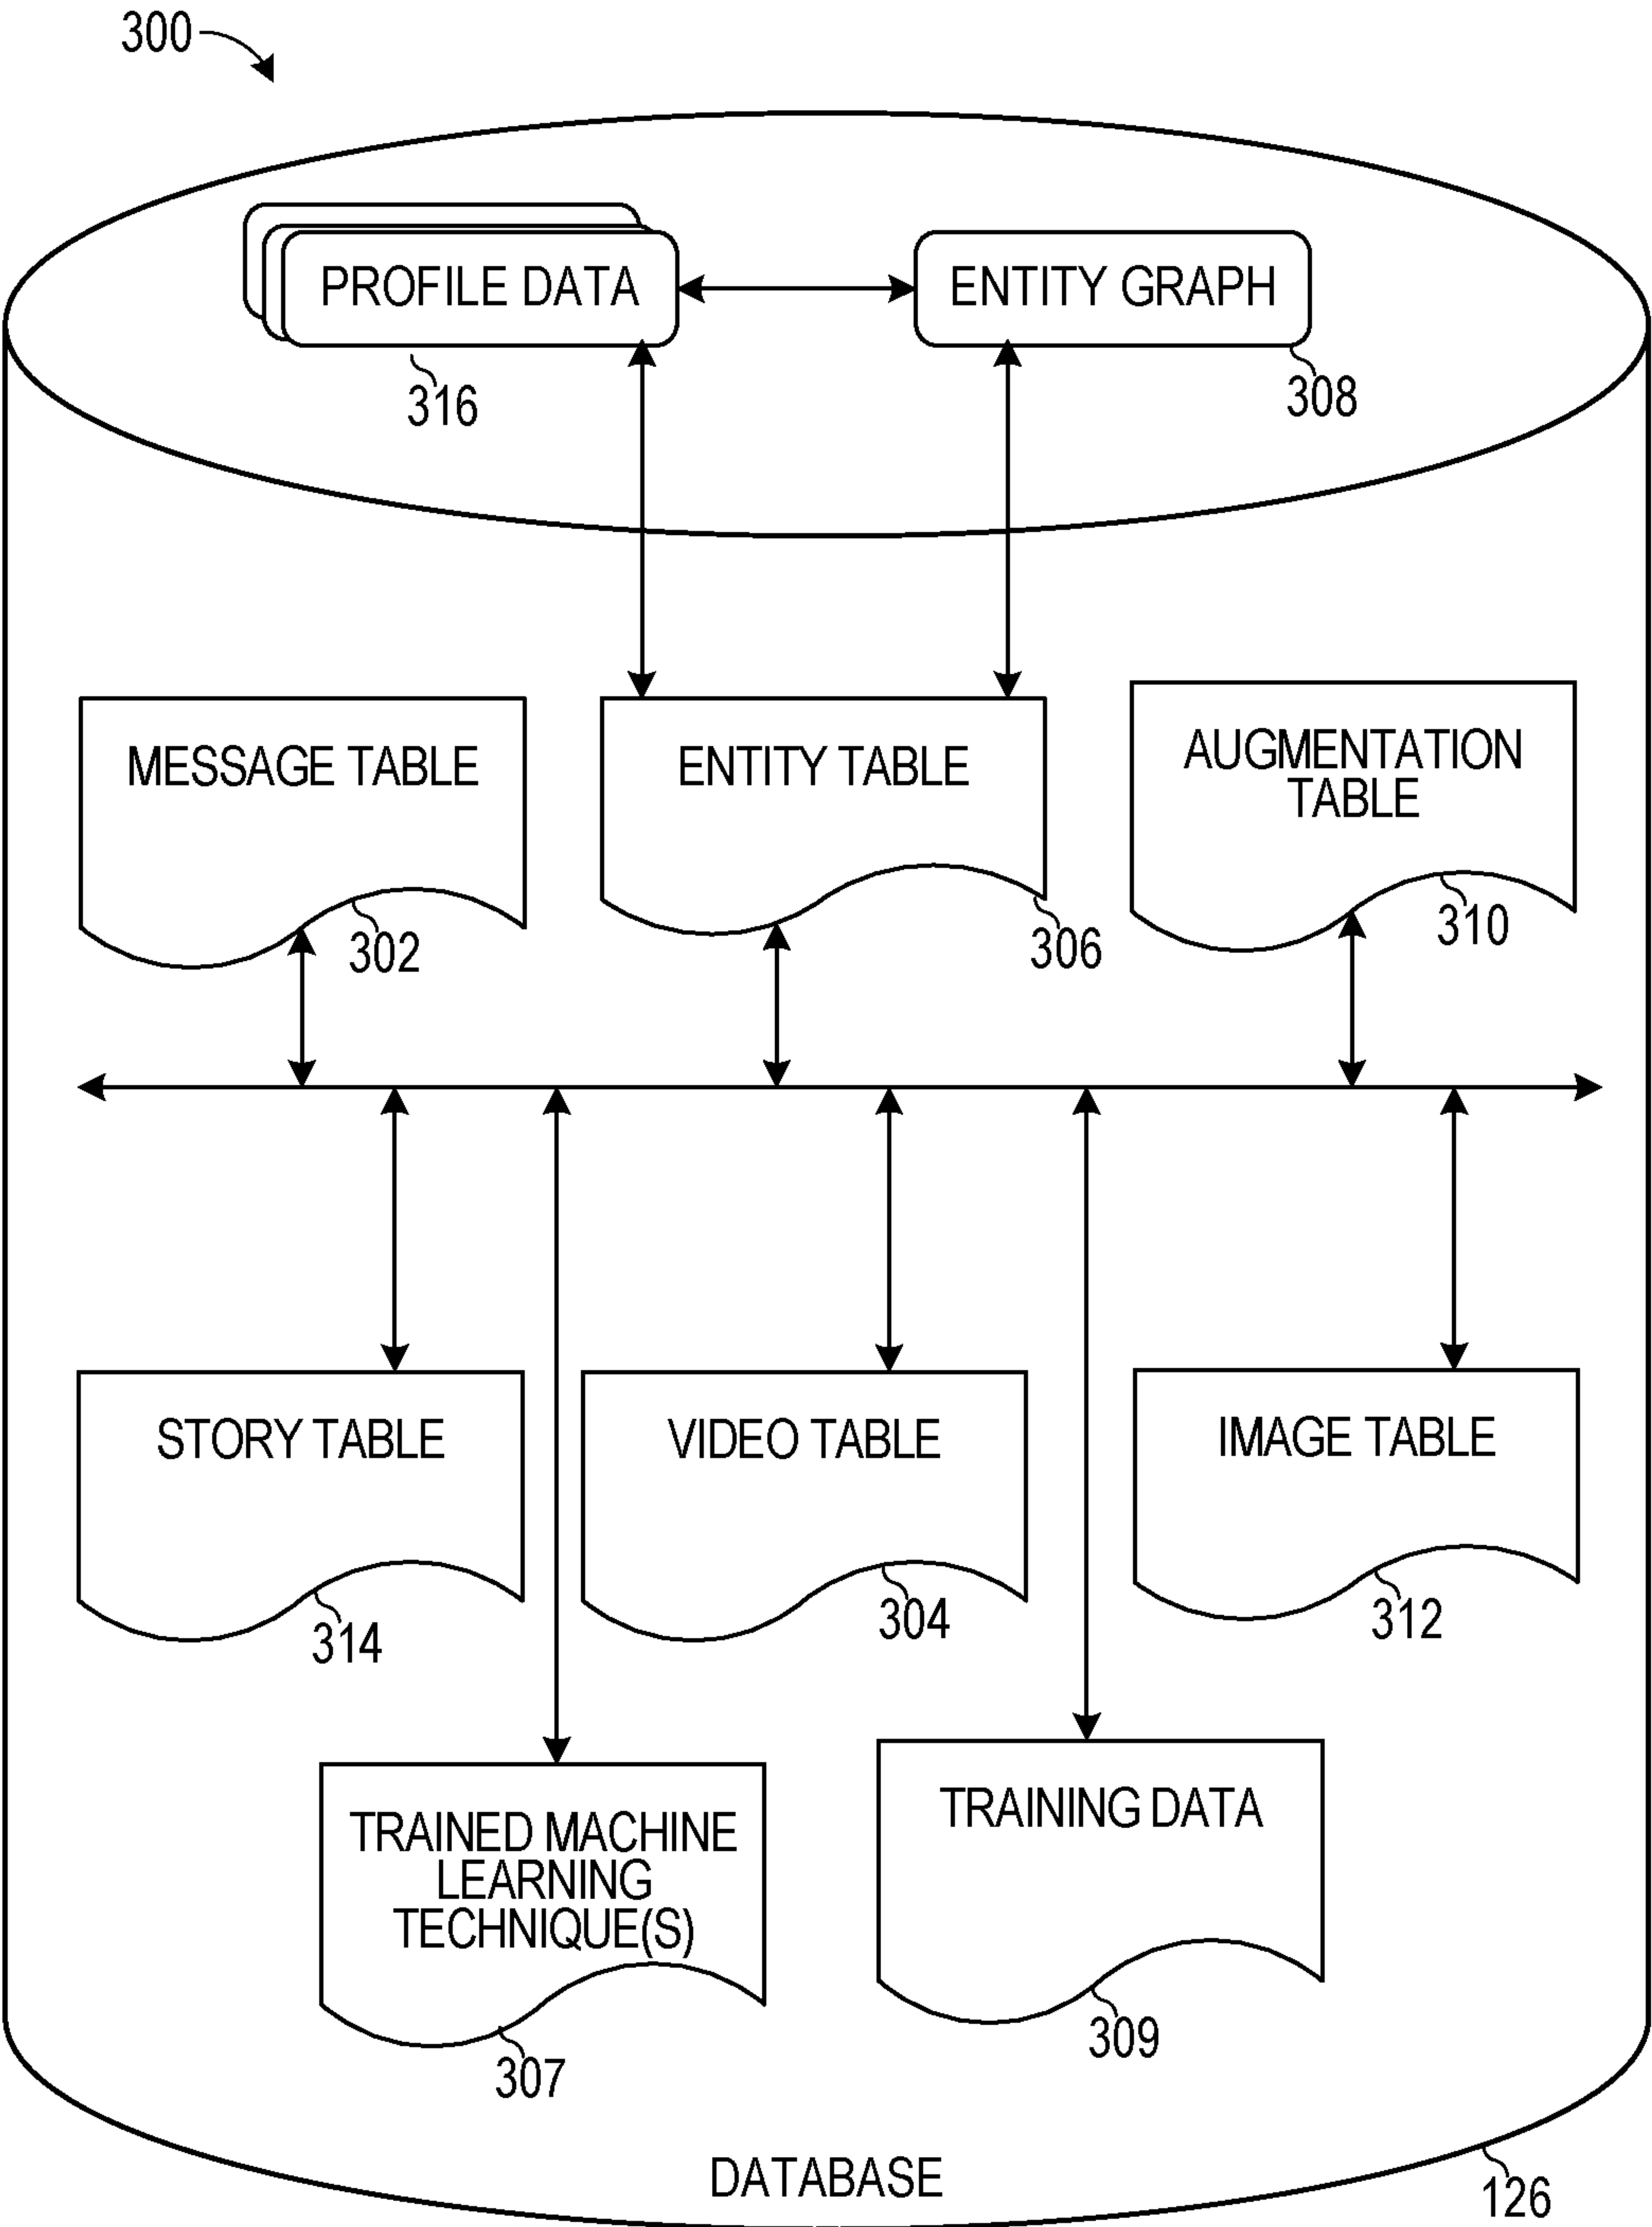 300
PROFILE DATA
ENTITY GRAPH
316
308
MESSAGE TABLE
ENTITY TABLE
AUGMENTATION
TABLE
302
306
310
STORY TABLE
VIDEO TABLE
IMAGE TABLE
314
304
312
TRAINED MACHINE
LEARNING
TECHNIQUE(S)
TRAINING DATA
307
309
DATABASE
126